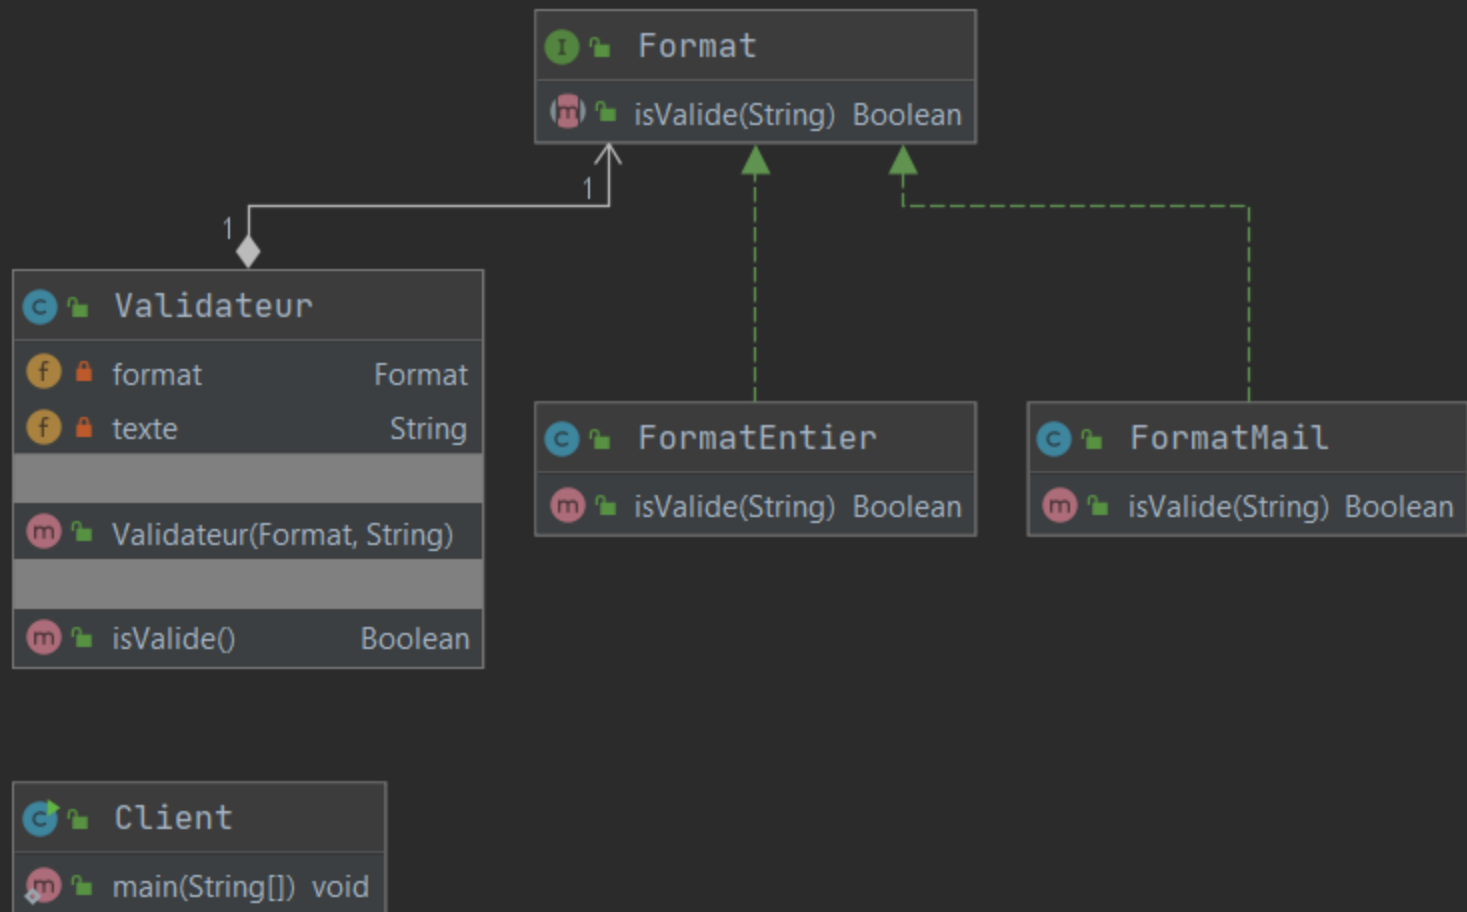 Format
isValide(String) Boolean
1
1
Validateur
format Format
texte String
Validateur(Format, String)
isValide() Boolean
FormatEntier
isValide(String) Boolean
FormatMail
isValide(String) Boolean
Client
main(String[]) void